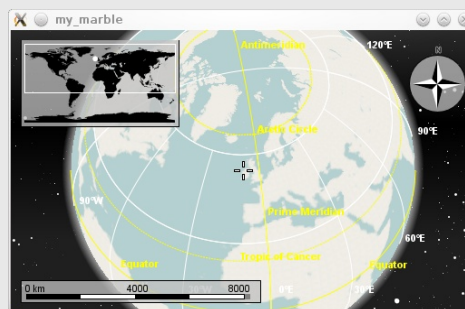 my_marble
Antimeridian
120°E
N
Arctic Circle
90°E
90°W
Prime Meridian
60°E
Equator
Tropic of Cancer
Equator
0 km 4000 8000
30°W
0°E
30°E